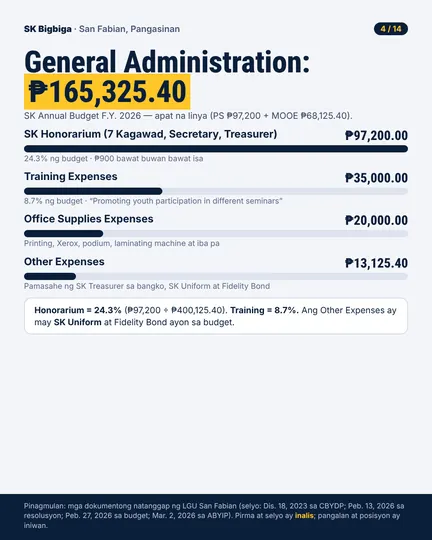 SK Bigbiga · San Fabian, Pangasinan
4 / 14
General Administration:
₱165,325.40
SK Annual Budget F.Y. 2026 — apat na linya (PS ₱97,200 + MOOE ₱68,125.40).
SK Honorarium (7 Kagawad, Secretary, Treasurer)
₱97,200.00
24.3% ng budget · ₱900 bawat buwan bawat isa
Training Expenses
₱35,000.00
8.7% ng budget · “Promoting youth participation in different seminars”
Office Supplies Expenses
₱20,000.00
Printing, Xerox, podium, laminating machine at iba pa
Other Expenses
₱13,125.40
Pamasahe ng SK Treasurer sa bangko, SK Uniform at Fidelity Bond
Honorarium = 24.3% (₱97,200 ÷ ₱400,125.40). Training = 8.7%. Ang Other Expenses ay
may SK Uniform at Fidelity Bond ayon sa budget.
Pinagmulan: mga dokumentong natanggap ng LGU San Fabian (selyo: Dis. 18, 2023 sa CBYDP; Peb. 13, 2026 sa
resolusyon; Peb. 27, 2026 sa budget; Mar. 2, 2026 sa ABYIP). Pirma at selyo ay inalis; pangalan at posisyon ay
iniwan.